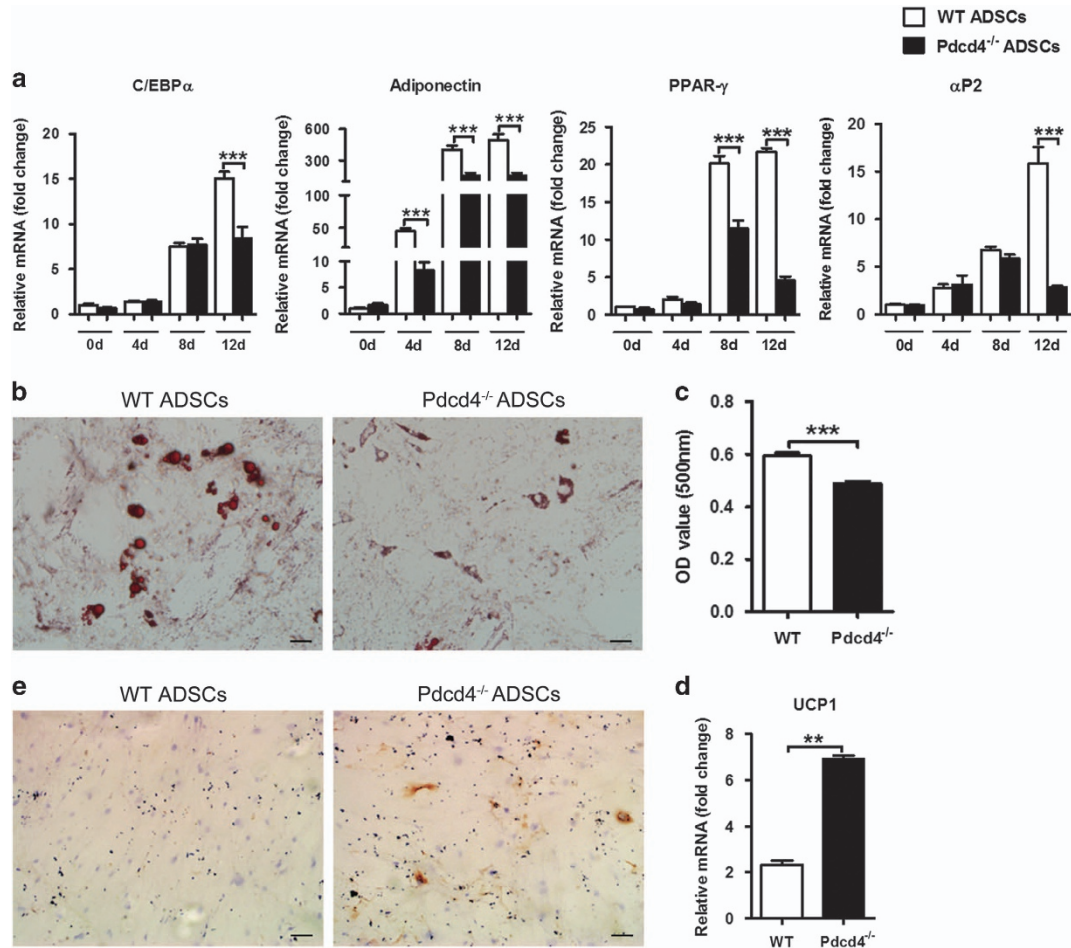 WT ADSCs
Pdcd4⁻/⁻ ADSCs
a
C/EBPα
Relative mRNA (fold change)
20
15
10
5
0
***
0d 4d 8d 12d
Adiponectin
Relative mRNA (fold change)
600
300
100
50
10
5
0
*** *** ***
0d 4d 8d 12d
PPAR-γ
Relative mRNA (fold change)
25
20
15
10
5
0
*** ***
0d 4d 8d 12d
αP2
Relative mRNA (fold change)
20
15
10
5
0
***
0d 4d 8d 12d
b
WT ADSCs
Pdcd4⁻/⁻ ADSCs
c
OD value (500nm)
0.8
0.6
0.4
0.2
0.0
***
WT Pdcd4⁻/⁻
e
WT ADSCs
Pdcd4⁻/⁻ ADSCs
d
UCP1
Relative mRNA (fold change)
8
6
4
2
0
**
WT Pdcd4⁻/⁻